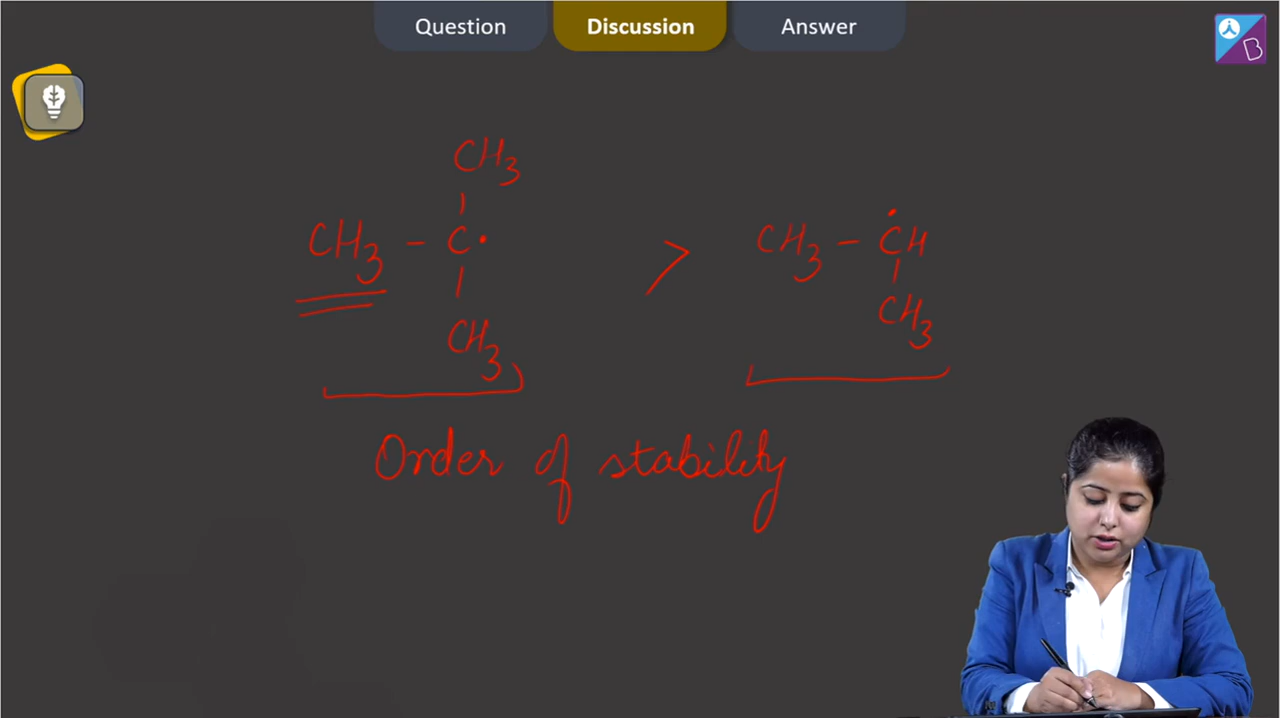 Question
Discussion
Answer
CH3
CH3 - C· > CH3 - ĊH
CH3
CH3
Order of stability
B